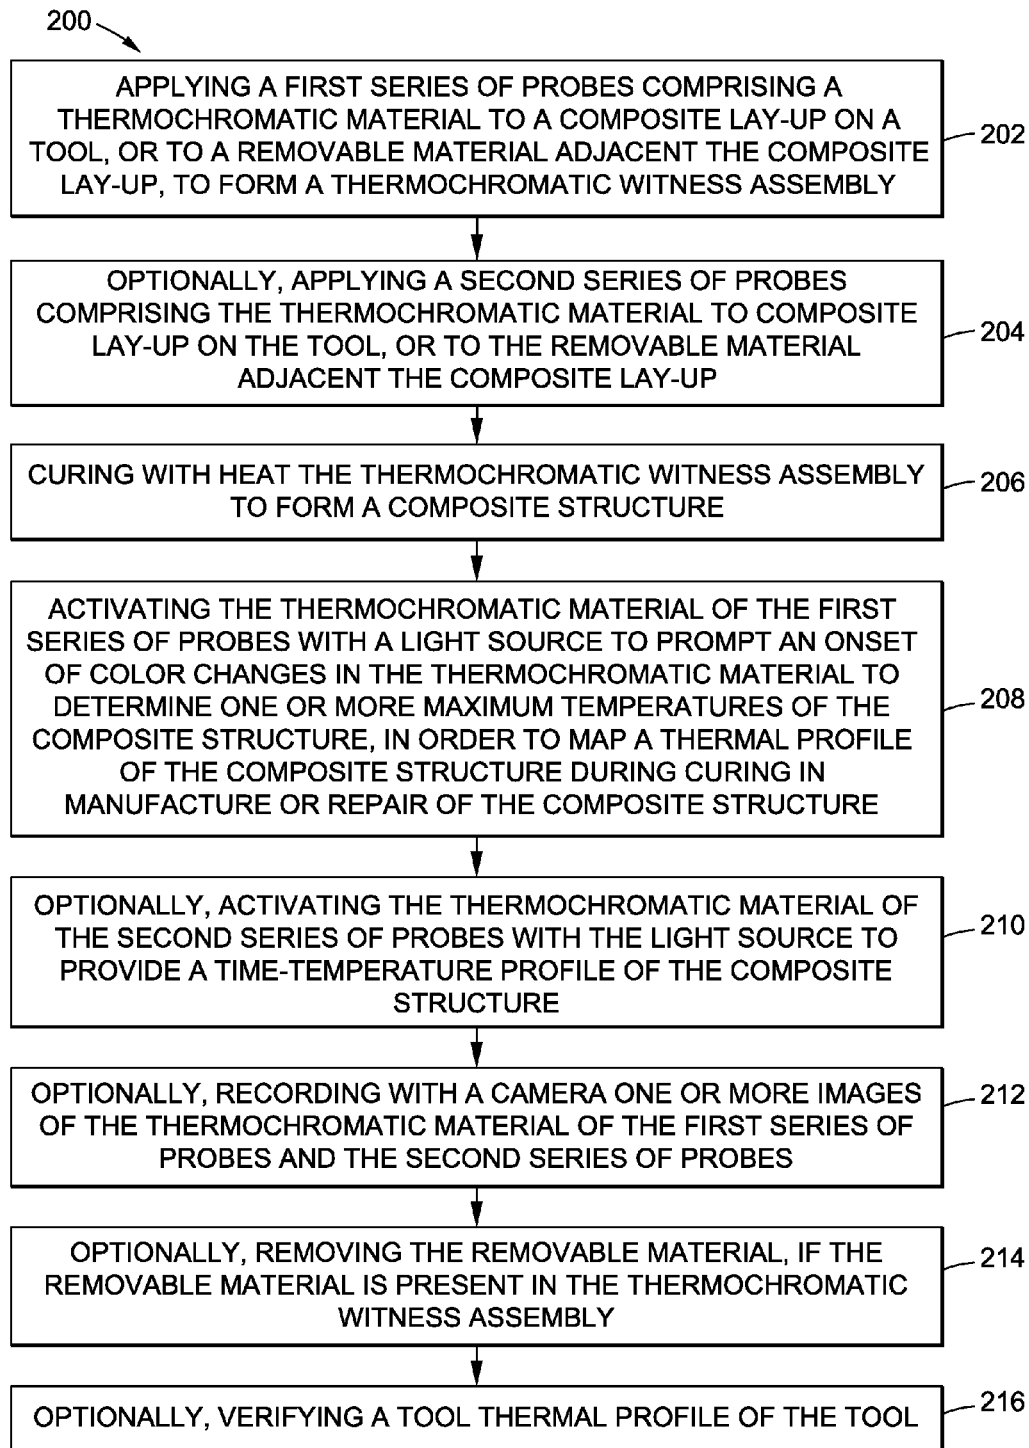 200
APPLYING A FIRST SERIES OF PROBES COMPRISING A
THERMOCHROMATIC MATERIAL TO A COMPOSITE LAY-UP ON A
TOOL, OR TO A REMOVABLE MATERIAL ADJACENT THE COMPOSITE
LAY-UP, TO FORM A THERMOCHROMATIC WITNESS ASSEMBLY
202
OPTIONALLY, APPLYING A SECOND SERIES OF PROBES
COMPRISING THE THERMOCHROMATIC MATERIAL TO COMPOSITE
LAY-UP ON THE TOOL, OR TO THE REMOVABLE MATERIAL
ADJACENT THE COMPOSITE LAY-UP
204
CURING WITH HEAT THE THERMOCHROMATIC WITNESS ASSEMBLY
TO FORM A COMPOSITE STRUCTURE
206
ACTIVATING THE THERMOCHROMATIC MATERIAL OF THE FIRST
SERIES OF PROBES WITH A LIGHT SOURCE TO PROMPT AN ONSET
OF COLOR CHANGES IN THE THERMOCHROMATIC MATERIAL TO
DETERMINE ONE OR MORE MAXIMUM TEMPERATURES OF THE
COMPOSITE STRUCTURE, IN ORDER TO MAP A THERMAL PROFILE
OF THE COMPOSITE STRUCTURE DURING CURING IN
MANUFACTURE OR REPAIR OF THE COMPOSITE STRUCTURE
208
OPTIONALLY, ACTIVATING THE THERMOCHROMATIC MATERIAL OF
THE SECOND SERIES OF PROBES WITH THE LIGHT SOURCE TO
PROVIDE A TIME-TEMPERATURE PROFILE OF THE COMPOSITE
STRUCTURE
210
OPTIONALLY, RECORDING WITH A CAMERA ONE OR MORE IMAGES
OF THE THERMOCHROMATIC MATERIAL OF THE FIRST SERIES OF
PROBES AND THE SECOND SERIES OF PROBES
212
OPTIONALLY, REMOVING THE REMOVABLE MATERIAL, IF THE
REMOVABLE MATERIAL IS PRESENT IN THE THERMOCHROMATIC
WITNESS ASSEMBLY
214
OPTIONALLY, VERIFYING A TOOL THERMAL PROFILE OF THE TOOL
216